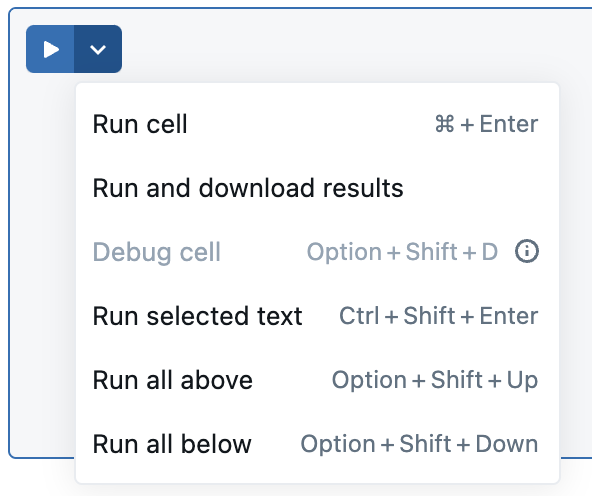 Run cell ⌘+Enter
Run and download results
Debug cell Option+Shift+D
Run selected text Ctrl+Shift+Enter
Run all above Option+Shift+Up
Run all below Option+Shift+Down